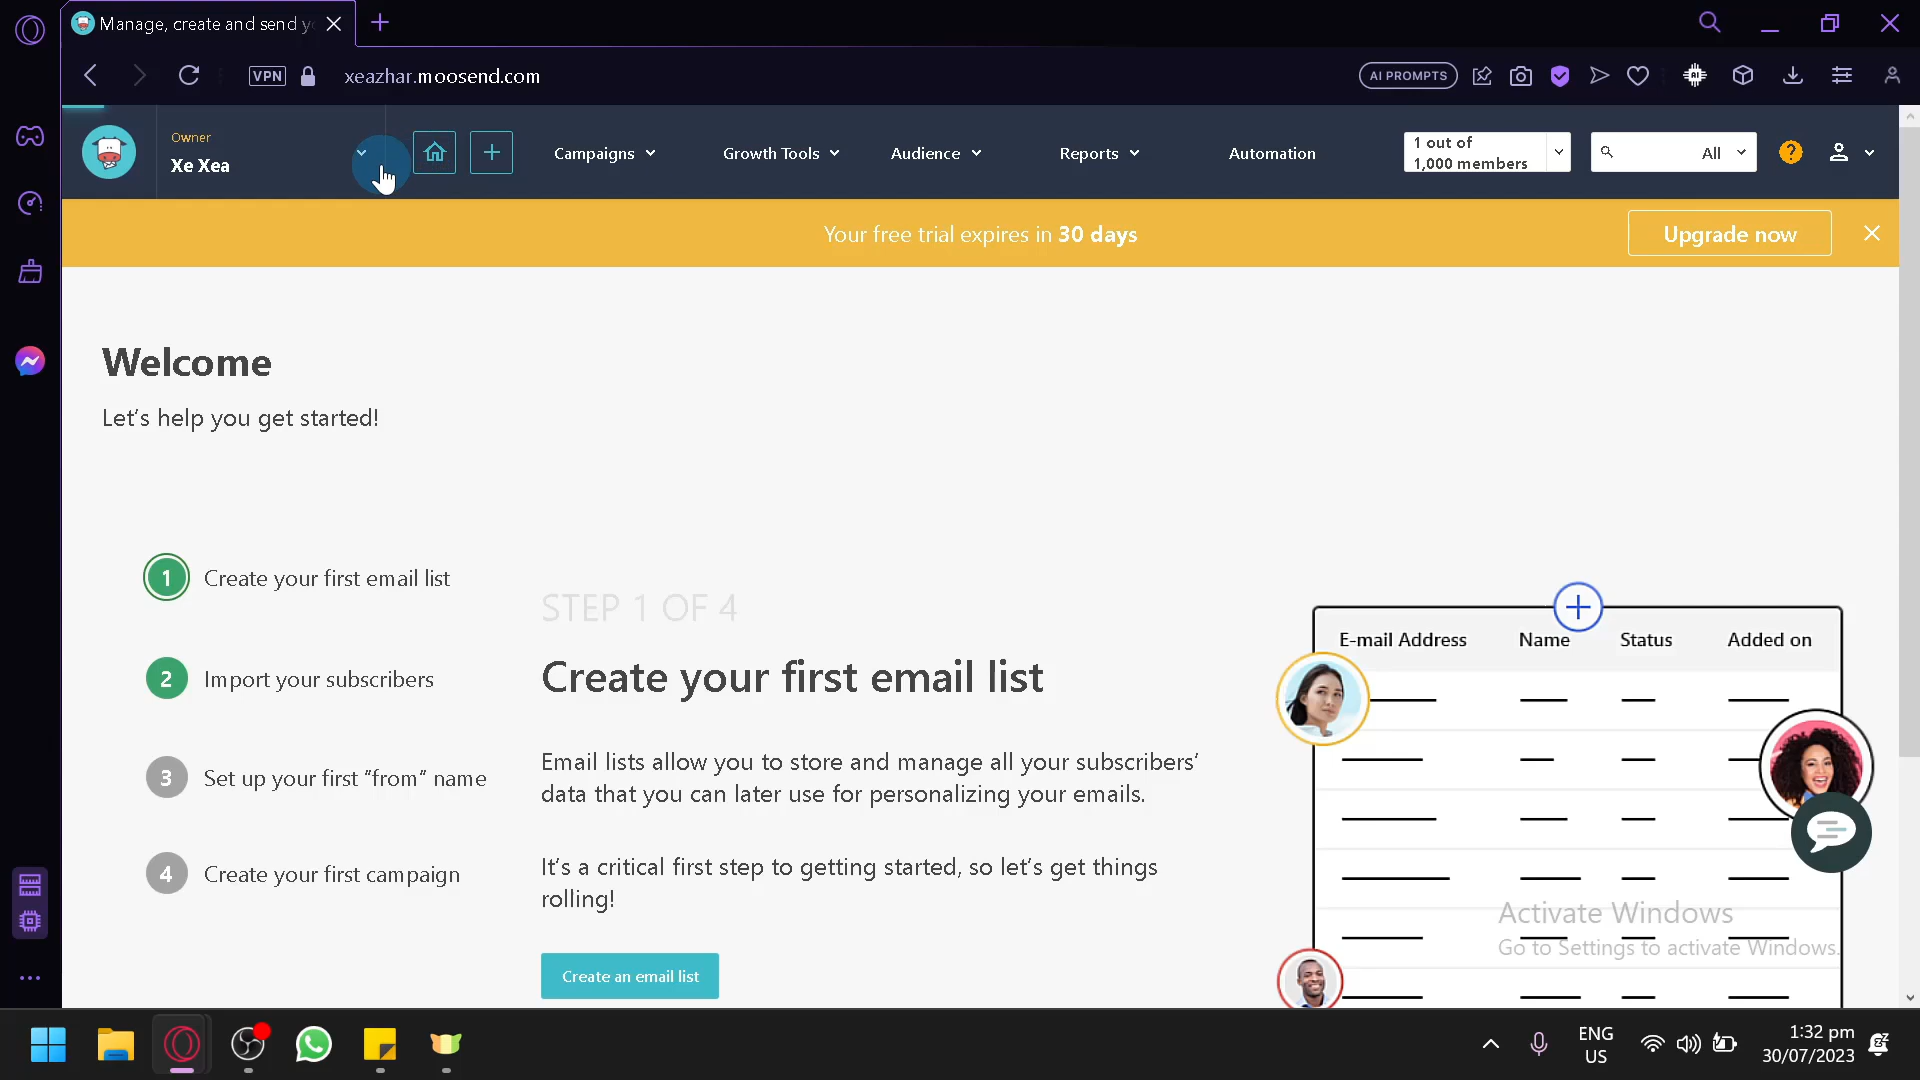 Manage, create and send y
VPN
xeazhar.moosend.com
AI PROMPTS
Owner
Xe Xea
Campaigns
Growth Tools
Audience
Reports
Automation
1 out of
1,000 members
All
?
Your free trial expires in 30 days
Upgrade now
Welcome
Let's help you get started!
1 Create your first email list
2 Import your subscribers
3 Set up your first "from" name
4 Create your first campaign
STEP 1 OF 4
Create your first email list
Email lists allow you to store and manage all your subscribers'
data that you can later use for personalizing your emails.
It's a critical first step to getting started, so let's get things
rolling!
Create an email list
E-mail Address Name Status Added on
Activate Windows
Go to Settings to activate Windows.
ENG
US
1:32 pm
30/07/2023